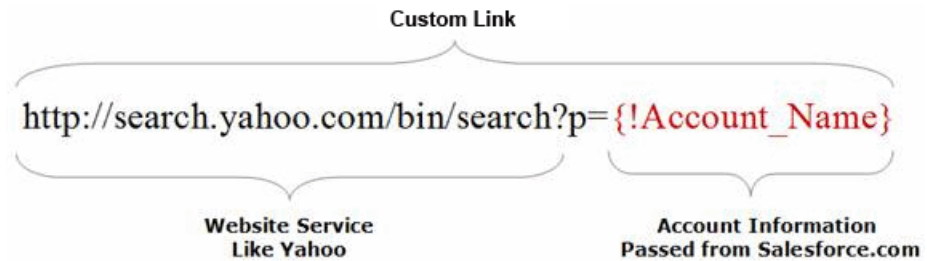 Custom Link
http://search.yahoo.com/bin/search?p={!Account_Name}
Website Service
Like Yahoo
Account Information
Passed from Salesforce.com